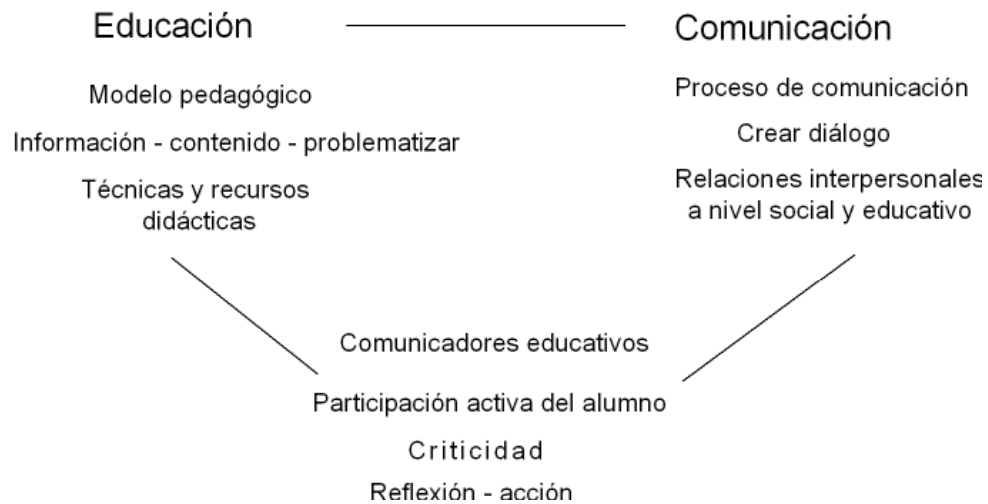 Educación
Comunicación
Modelo pedagógico
Información - contenido - problematizar
Técnicas y recursos
didácticas
Proceso de comunicación
Crear diálogo
Relaciones interpersonales
a nivel social y educativo
Comunicadores educativos
Participación activa del alumno
Criticidad
Reflexión - acción